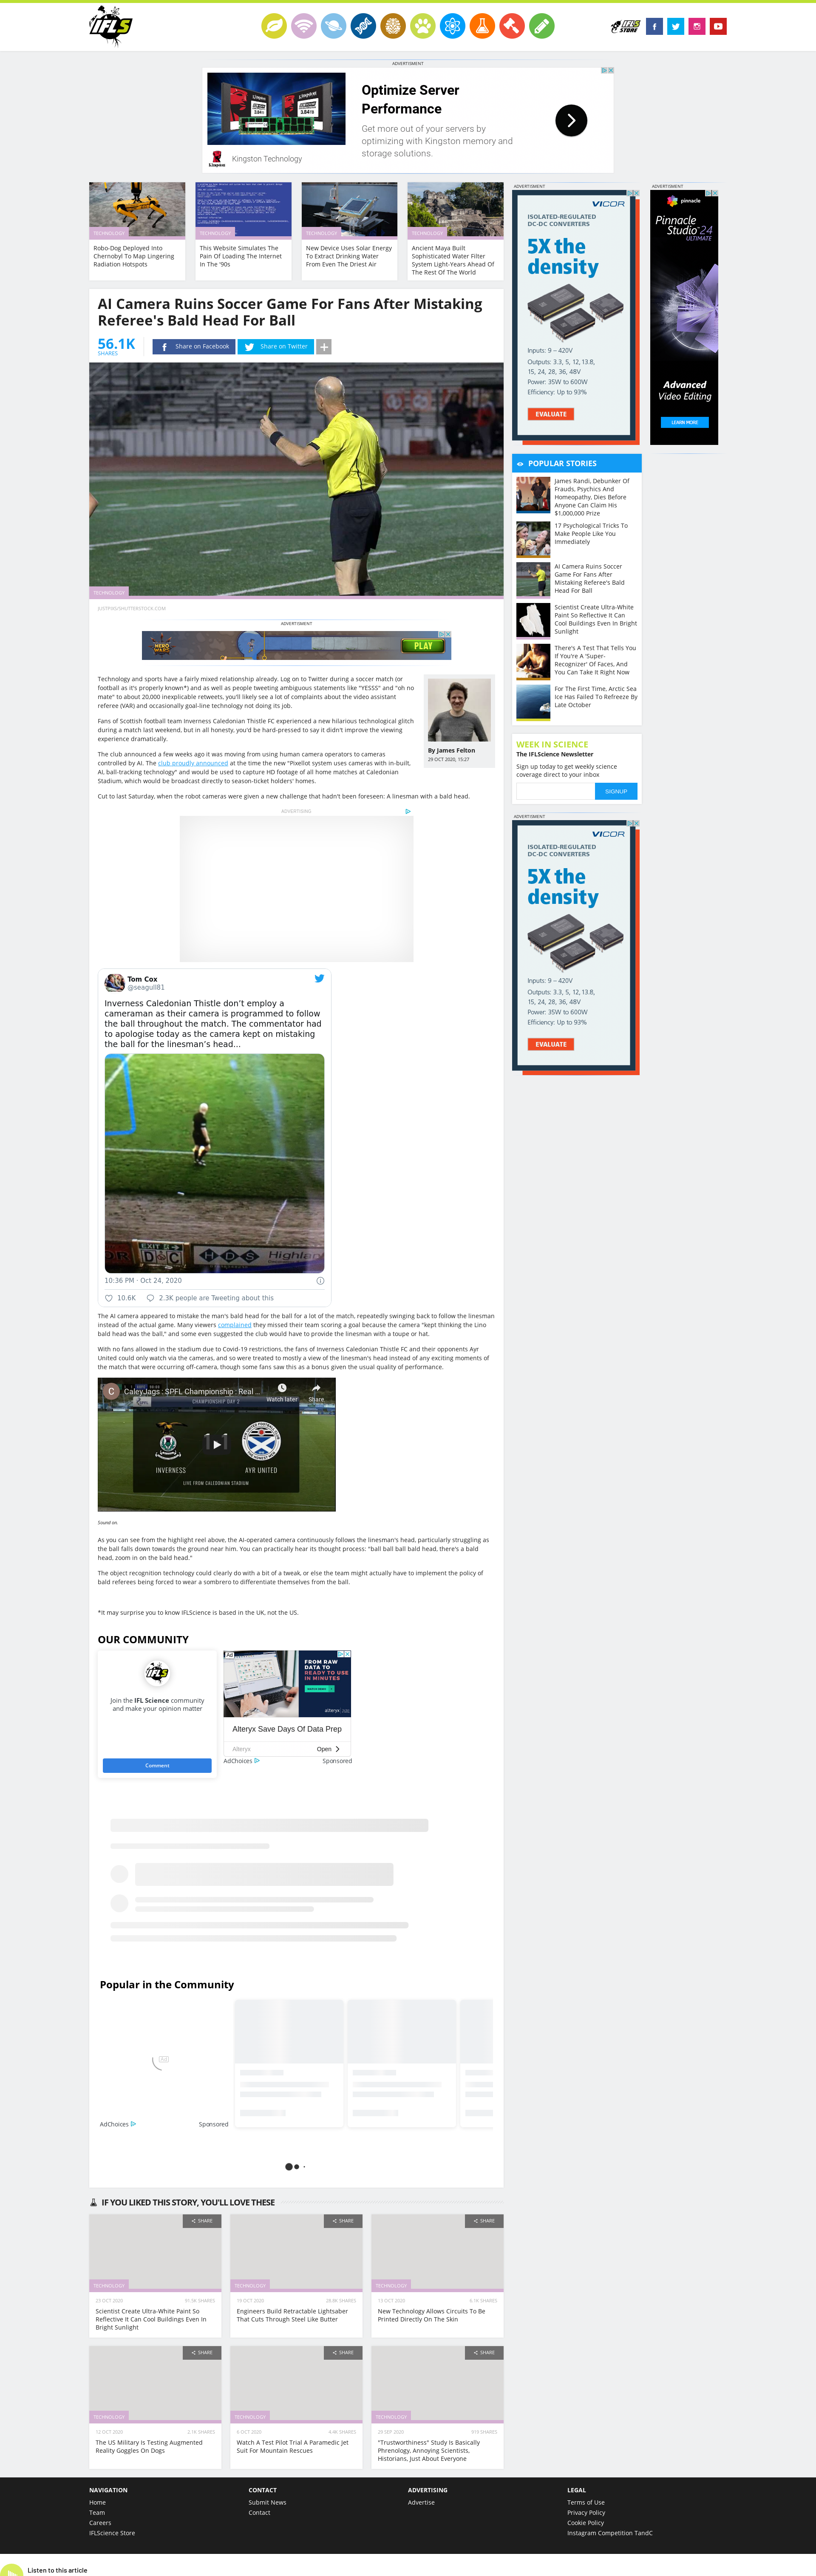 IFLS
IFLS STORE
ADVERTISMENT
Optimize Server
Performance
Get more out of your servers by
optimizing with Kingston memory and
storage solutions.
Kingston Technology
TECHNOLOGY
Robo-Dog Deployed Into
Chernobyl To Map Lingering
Radiation Hotspots
TECHNOLOGY
This Website Simulates The
Pain Of Loading The Internet
In The '90s
TECHNOLOGY
New Device Uses Solar Energy
To Extract Drinking Water
From Even The Driest Air
TECHNOLOGY
Ancient Maya Built
Sophisticated Water Filter
System Light-Years Ahead Of
The Rest Of The World
AI Camera Ruins Soccer Game For Fans After Mistaking
Referee's Bald Head For Ball
56.1K
SHARES
Share on Facebook
Share on Twitter
TECHNOLOGY
ADVERTISMENT
HERO WARS
PLAY
Technology and sports have a fairly mixed relationship already. Log on to Twitter during a soccer match (or
football as it's properly known*) and as well as people tweeting ambiguous statements like "YESSS" and "oh no
mate" to about 20,000 inexplicable retweets, you'll likely see a lot of complaints about the video assistant
referee (VAR) and occasionally goal-line technology not doing its job.
Fans of Scottish football team Inverness Caledonian Thistle FC experienced a new hilarious technological glitch
during a match last weekend, but in all honesty, you'd be hard-pressed to say it didn't improve the viewing
experience dramatically.
The club announced a few weeks ago it was moving from using human camera operators to cameras
controlled by AI. The club proudly announced at the time the new "Pixellot system uses cameras with in-built,
AI, ball-tracking technology" and would be used to capture HD footage of all home matches at Caledonian
Stadium, which would be broadcast directly to season-ticket holders' homes.
Cut to last Saturday, when the robot cameras were given a new challenge that hadn't been foreseen: A linesman with a bald head.
By James Felton
29 OCT 2020, 15:27
ADVERTISING
Tom Cox
@seagull81
Inverness Caledonian Thistle don’t employ a
cameraman as their camera is programmed to follow
the ball throughout the match. The commentator had
to apologise today as the camera kept on mistaking
the ball for the linesman’s head...
EXIT 5
HDS
Highland
10:36 PM · Oct 24, 2020
10.6K
2.3K people are Tweeting about this
The AI camera appeared to mistake the man's bald head for the ball for a lot of the match, repeatedly swinging back to follow the linesman
instead of the actual game. Many viewers complained they missed their team scoring a goal because the camera "kept thinking the Lino
bald head was the ball," and some even suggested the club would have to provide the linesman with a toupe or hat.
With no fans allowed in the stadium due to Covid-19 restrictions, the fans of Inverness Caledonian Thistle FC and their opponents Ayr
United could only watch via the cameras, and so were treated to mostly a view of the linesman's head instead of any exciting moments of
the match that were occurring off-camera, though some fans saw this as a bonus given the usual quality of performance.
C
CaleyJags : SPFL Championship : Real ...
Watch later
Share
CHAMPIONSHIP DAY 2
1 1
INVERNESS
AYR UNITED
LIVE FROM CALEDONIAN STADIUM
Sound on.
As you can see from the highlight reel above, the AI-operated camera continuously follows the linesman's head, particularly struggling as
the ball falls down towards the ground near him. You can practically hear its thought process: "ball ball ball bald head, there's a bald
head, zoom in on the bald head."
The object recognition technology could clearly do with a bit of a tweak, or else the team might actually have to implement the policy of
bald referees being forced to wear a sombrero to differentiate themselves from the ball.
*It may surprise you to know IFLScience is based in the UK, not the US.
OUR COMMUNITY
IFLS
Join the IFL Science community
and make your opinion matter
Comment
Ad
FROM RAW
DATA TO
READY TO USE
IN MINUTES
alteryx
Alteryx Save Days Of Data Prep
Alteryx
Open
AdChoices
Sponsored
Popular in the Community
Ad
AdChoices
Sponsored
IF YOU LIKED THIS STORY, YOU'LL LOVE THESE
SHARE
TECHNOLOGY
23 OCT 2020
Scientist Create Ultra-White Paint So
Reflective It Can Cool Buildings Even In
Bright Sunlight
SHARE
TECHNOLOGY
Engineers Build Retractable Lightsaber
That Cuts Through Steel Like Butter
SHARE
TECHNOLOGY
New Technology Allows Circuits To Be
Printed Directly On The Skin
SHARE
TECHNOLOGY
The US Military Is Testing Augmented
Reality Goggles On Dogs
SHARE
TECHNOLOGY
Watch A Test Pilot Trial A Paramedic Jet
Suit For Mountain Rescues
SHARE
TECHNOLOGY
"Trustworthiness" Study Is Basically
Phrenology, Annoying Scientists,
Historians, Just About Everyone
ADVERTISMENT
VICOR
ISOLATED-REGULATED
DC-DC CONVERTERS
5X the
density
Inputs: 9 – 420V
Outputs: 3.3, 5, 12, 13.8,
15, 24, 28, 36, 48V
Power: 35W to 600W
Efficiency: Up to 93%
EVALUATE
ADVERTISMENT
pinnacle
Pinnacle
Studio 24
ULTIMATE
Advanced
Video Editing
LEARN MORE
POPULAR STORIES
James Randi, Debunker Of
Frauds, Psychics And
Homeopathy, Dies Before
Anyone Can Claim His
$1,000,000 Prize
17 Psychological Tricks To
Make People Like You
Immediately
AI Camera Ruins Soccer
Game For Fans After
Mistaking Referee's Bald
Head For Ball
Scientist Create Ultra-White
Paint So Reflective It Can
Cool Buildings Even In Bright
Sunlight
There's A Test That Tells You
If You're A 'Super-
Recognizer' Of Faces, And
You Can Take It Right Now
For The First Time, Arctic Sea
Ice Has Failed To Refreeze By
Late October
WEEK IN SCIENCE
The IFLScience Newsletter
Sign up today to get weekly science
coverage direct to your inbox
SIGNUP
ADVERTISMENT
VICOR
ISOLATED-REGULATED
DC-DC CONVERTERS
5X the
density
Inputs: 9 – 420V
Outputs: 3.3, 5, 12, 13.8,
15, 24, 28, 36, 48V
Power: 35W to 600W
Efficiency: Up to 93%
EVALUATE
NAVIGATION
Home
Team
Careers
IFLScience Store
CONTACT
Submit News
Contact
ADVERTISING
Advertise
LEGAL
Terms of Use
Privacy Policy
Cookie Policy
Instagram Competition TandC
Listen to this article